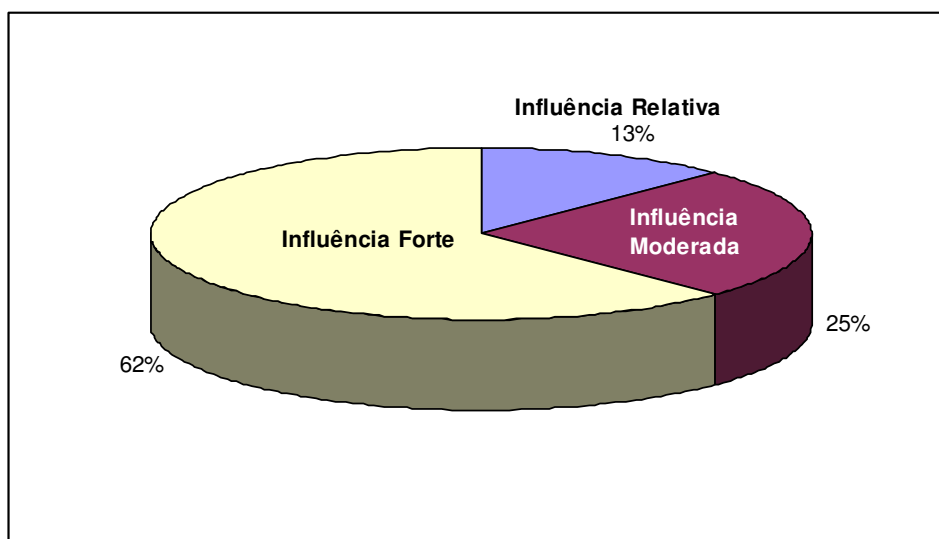 Influência Relativa
13%
Influência
Moderada
Influência Forte
25%
62%